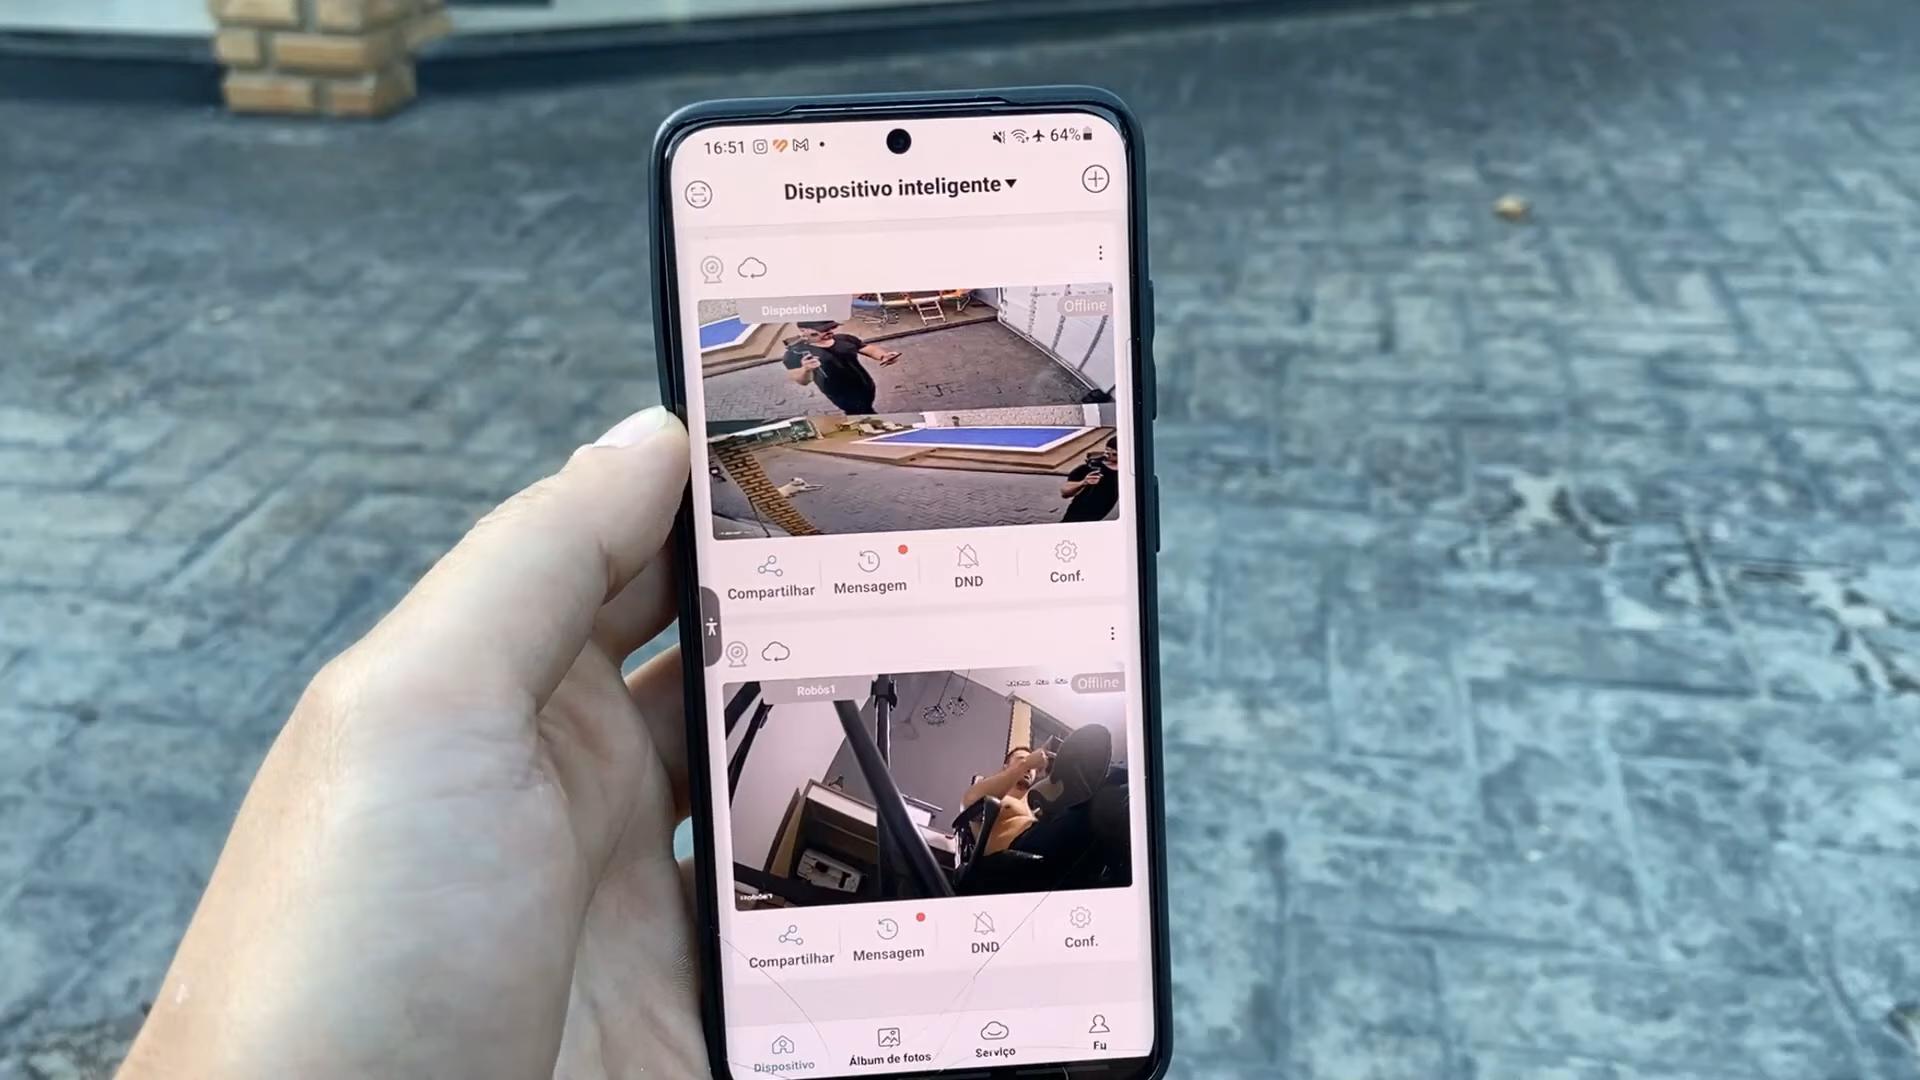 16:51
64%
Dispositivo inteligente
Dispositivo1
Offline
Compartilhar
Mensagem
DND
Conf.
Robôs1
Offline
Compartilhar
Mensagem
DND
Conf.
Dispositivo
Álbum de fotos
Serviço
Eu